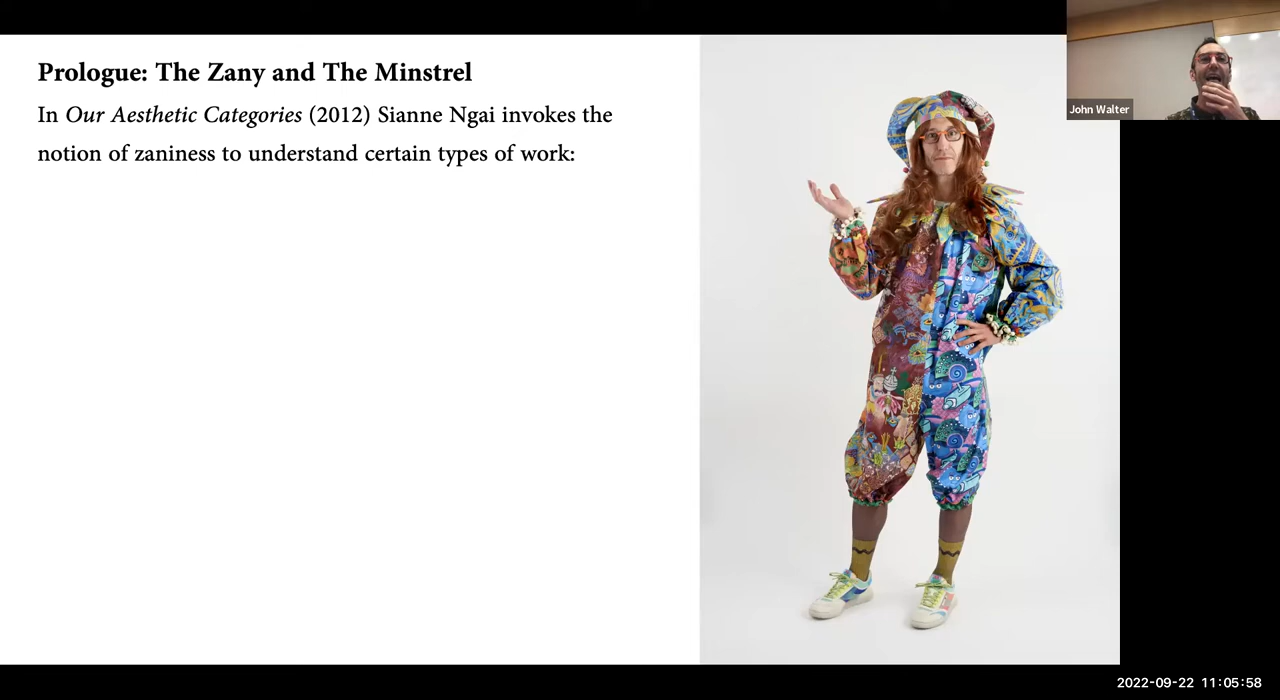 Prologue: The Zany and The Minstrel
In Our Aesthetic Categories (2012) Sianne Ngai invokes the
notion of zaniness to understand certain types of work:
John Walter
2022-09-22 11:05:58